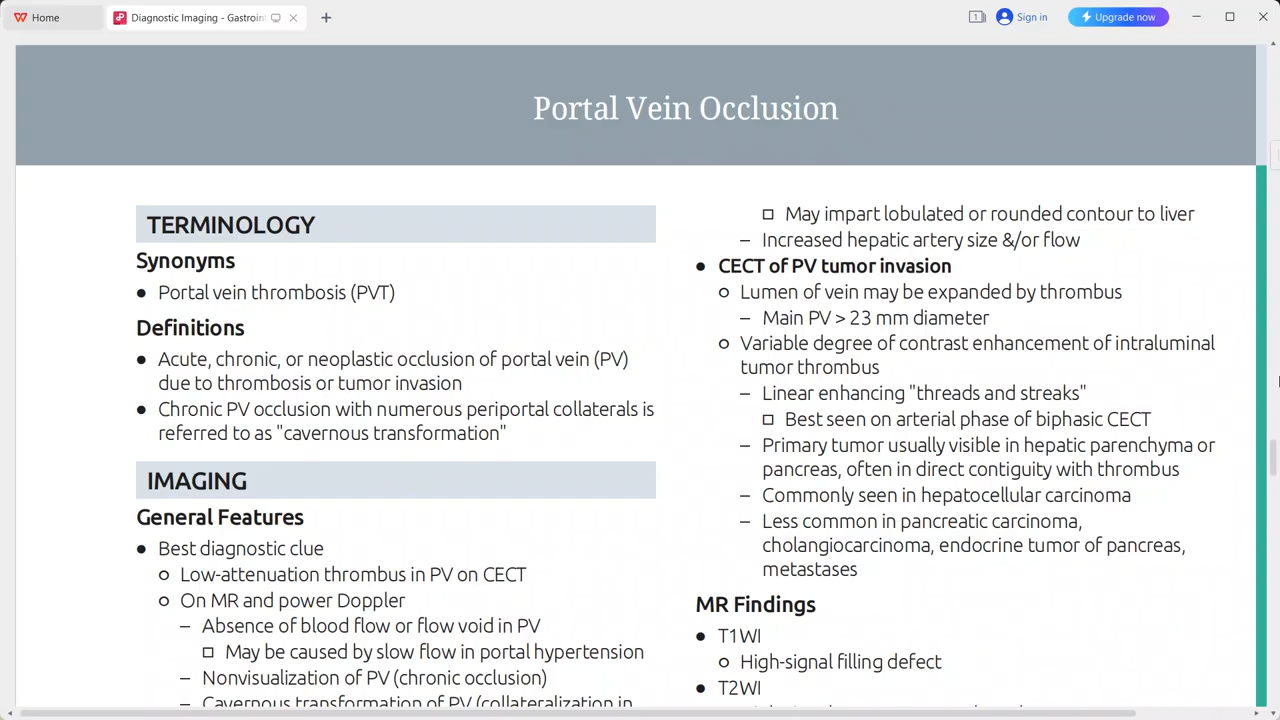 Home
Diagnostic Imaging - Gastroint
1
Sign in
Upgrade now
Portal Vein Occlusion
TERMINOLOGY
Synonyms
● Portal vein thrombosis (PVT)
Definitions
● Acute, chronic, or neoplastic occlusion of portal vein (PV)
due to thrombosis or tumor invasion
● Chronic PV occlusion with numerous periportal collaterals is
referred to as "cavernous transformation"
IMAGING
General Features
● Best diagnostic clue
○ Low-attenuation thrombus in PV on CECT
○ On MR and power Doppler
– Absence of blood flow or flow void in PV
□ May be caused by slow flow in portal hypertension
– Nonvisualization of PV (chronic occlusion)
– Cavernous transformation of PV (collateralization in
□ May impart lobulated or rounded contour to liver
– Increased hepatic artery size &/or flow
● CECT of PV tumor invasion
○ Lumen of vein may be expanded by thrombus
– Main PV > 23 mm diameter
○ Variable degree of contrast enhancement of intraluminal
tumor thrombus
– Linear enhancing "threads and streaks"
□ Best seen on arterial phase of biphasic CECT
– Primary tumor usually visible in hepatic parenchyma or
pancreas, often in direct contiguity with thrombus
– Commonly seen in hepatocellular carcinoma
– Less common in pancreatic carcinoma,
cholangiocarcinoma, endocrine tumor of pancreas,
metastases
MR Findings
● T1WI
○ High-signal filling defect
● T2WI